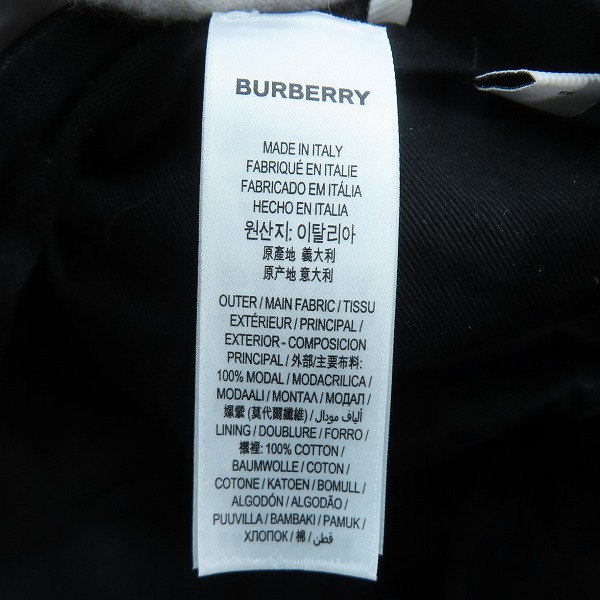 BURBERRY
MADE IN ITALY
FABRIQUÉ EN ITALIE
FABRICADO EM ITÁLIA
HECHO EN ITALIA
원산지: 이탈리아
原產地 義大利
原产地 意大利
OUTER / MAIN FABRIC / TISSU
EXTÉRIEUR / PRINCIPAL /
EXTERIOR - COMPOSICION
PRINCIPAL / 外部/主要布料:
100% MODAL / MODACRILICA /
MODAALI / MONTAΛ / МОДАЛ /
嫘縈 (莫代爾纖維) / ألياف مودال /
LINING / DOUBLURE / FORRO /
襯裡: 100% COTTON /
BAUMWOLLE / COTON /
COTONE / KATOEN / BOMULL /
ALGODÓN / ALGODÃO /
PUUVILLA / BAMBAKI / PAMUK /
ХЛОПОК / 棉 / قطن /